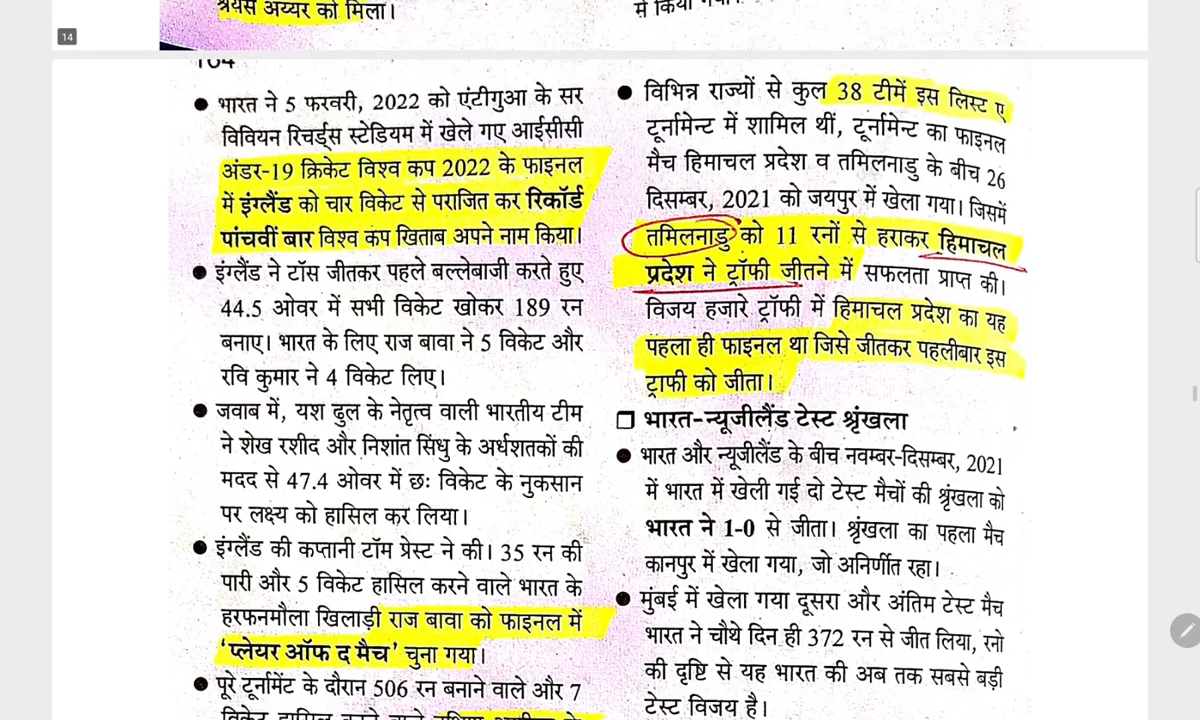 श्रेयस अय्यर को मिला।
में किया गया।
14
164
● भारत ने 5 फरवरी, 2022 को एंटीगुआ के सर
विवियन रिचर्ड्स स्टेडियम में खेले गए आईसीसी
अंडर-19 क्रिकेट विश्व कप 2022 के फाइनल
में इंग्लैंड को चार विकेट से पराजित कर रिकॉर्ड
पांचवी बार विश्व कप खिताब अपने नाम किया।
● इंग्लैंड ने टॉस जीतकर पहले बल्लेबाजी करते हुए
44.5 ओवर में सभी विकेट खोकर 189 रन
बनाए। भारत के लिए राज बावा ने 5 विकेट और
रवि कुमार ने 4 विकेट लिए।
● जवाब में, यश ढुल के नेतृत्व वाली भारतीय टीम
ने शेख रशीद और निशांत सिंधु के अर्धशतकों की
मदद से 47.4 ओवर में छः विकेट के नुकसान
पर लक्ष्य को हासिल कर लिया।
● इंग्लैंड की कप्तानी टॉम प्रेस्ट ने की। 35 रन की
पारी और 5 विकेट हासिल करने वाले भारत के
हरफनमौला खिलाड़ी राज बावा को फाइनल में
‘प्लेयर ऑफ द मैच’ चुना गया।
● पूरे टूर्नामेंट के दौरान 506 रन बनाने वाले और 7
विकेट हासिल करने वाले
● विभिन्न राज्यों से कुल 38 टीमें इस लिस्ट ए
टूर्नामेंट में शामिल थीं, टूर्नामेंट का फाइनल
मैच हिमाचल प्रदेश व तमिलनाडु के बीच 26
दिसम्बर, 2021 को जयपुर में खेला गया। जिसमें
तमिलनाडु को 11 रनों से हराकर हिमाचल
प्रदेश ने ट्रॉफी जीतने में सफलता प्राप्त की।
विजय हजारे ट्रॉफी में हिमाचल प्रदेश का यह
पहला ही फाइनल था जिसे जीतकर पहलीबार इस
ट्राफी को जीता।
❒ भारत-न्यूजीलैंड टेस्ट श्रृंखला
● भारत और न्यूजीलैंड के बीच नवम्बर-दिसम्बर, 2021
में भारत में खेली गई दो टेस्ट मैचों की श्रृंखला को
भारत ने 1-0 से जीता। श्रृंखला का पहला मैच
कानपुर में खेला गया, जो अनिर्णीत रहा।
● मुंबई में खेला गया दूसरा और अंतिम टेस्ट मैच
भारत ने चौथे दिन ही 372 रन से जीत लिया, रनो
की दृष्टि से यह भारत की अब तक सबसे बड़ी
टेस्ट विजय है।